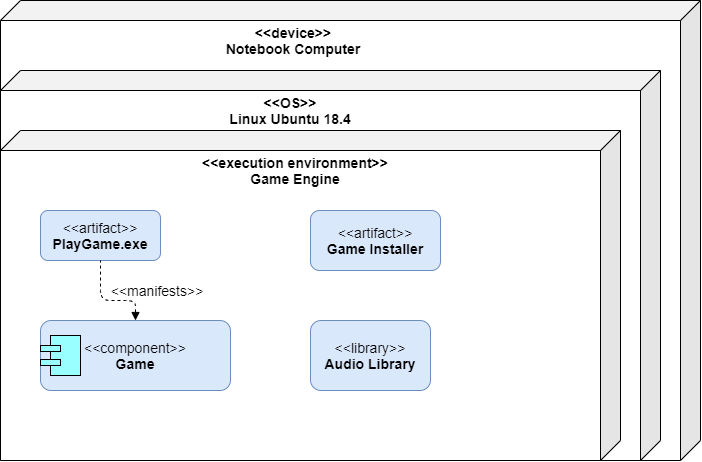 <<device>>
Notebook Computer
<<OS>>
Linux Ubuntu 18.4
<<execution environment>>
Game Engine
<<artifact>>
PlayGame.exe
<<artifact>>
Game Installer
<<manifests>>
<<component>>
Game
<<library>>
Audio Library